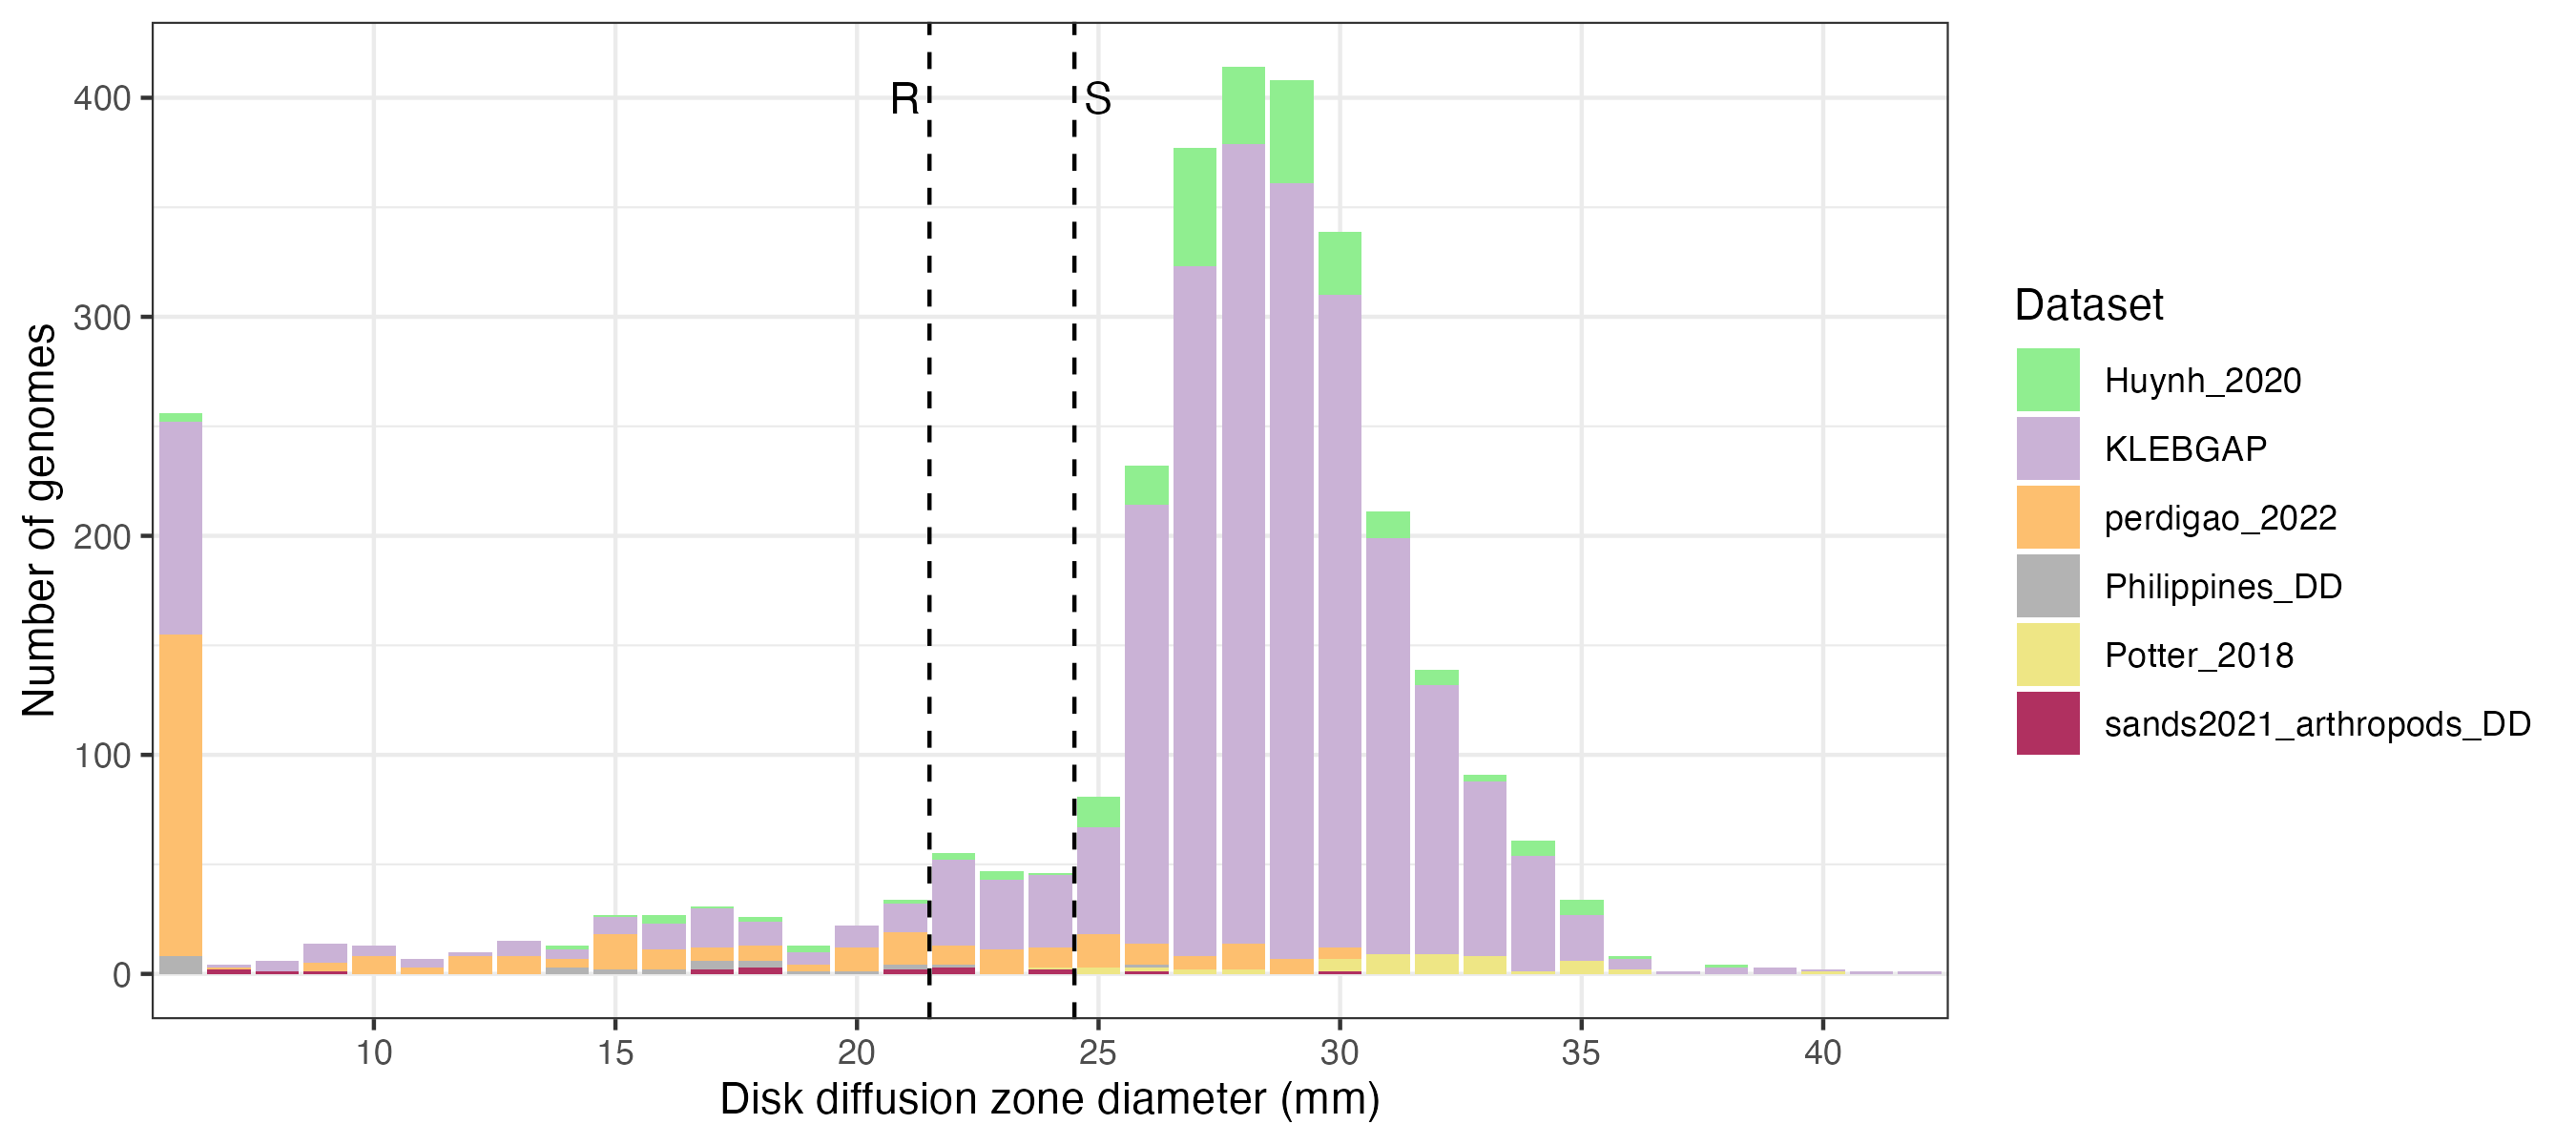 400
300
200
100
0
Number of genomes
R
S
10
15
20
25
30
35
40
Disk diffusion zone diameter (mm)
Dataset
Huynh_2020
KLEBGAP
perdigao_2022
Philippines_DD
Potter_2018
sands2021_arthropods_DD